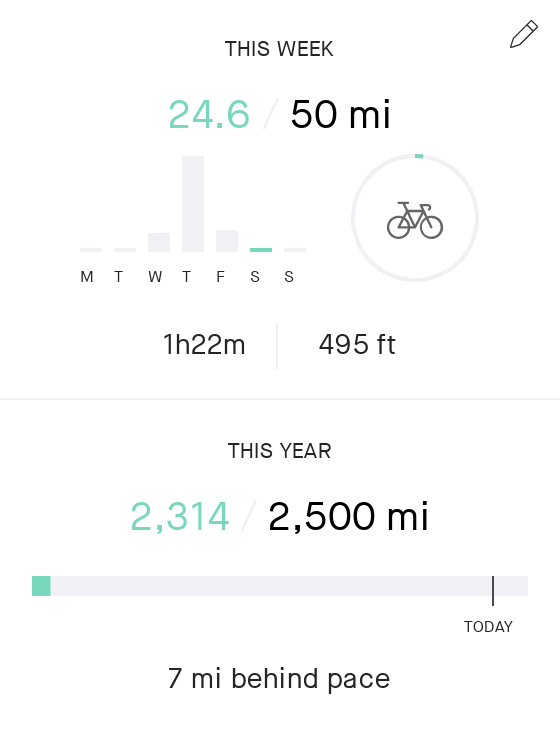 THIS WEEK
24.6 / 50 mi
M T W T F S S
1h22m 495 ft
THIS YEAR
2,314 / 2,500 mi
TODAY
7 mi behind pace